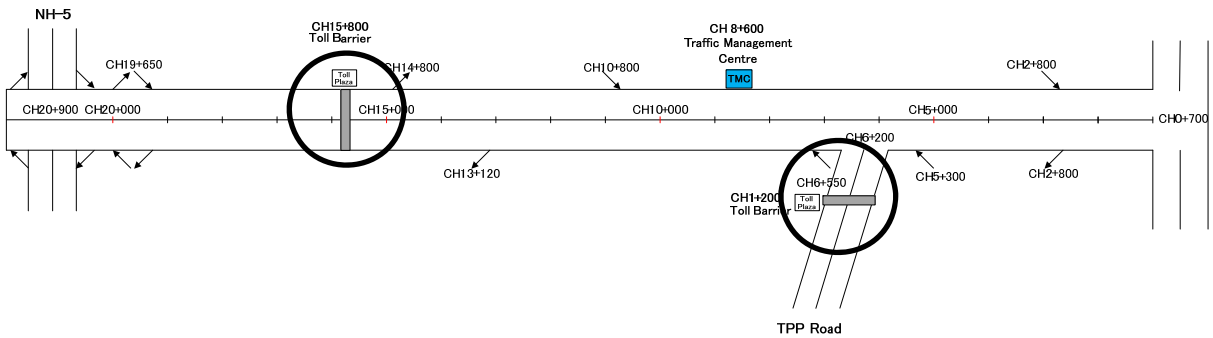 NH-5
CH15+800
Toll Barrier
CH 8+600
Traffic Management
Centre
CH19+650
Toll
Plaza
CH14+800
CH10+800
TMC
CH2+800
CH20+900
CH20+000
CH15+000
CH10+000
CH5+000
CH0+700
CH6+200
CH13+120
CH6+550
CH5+300
CH2+800
CH1+200
Toll Barrier
Toll
Plaza
TPP Road